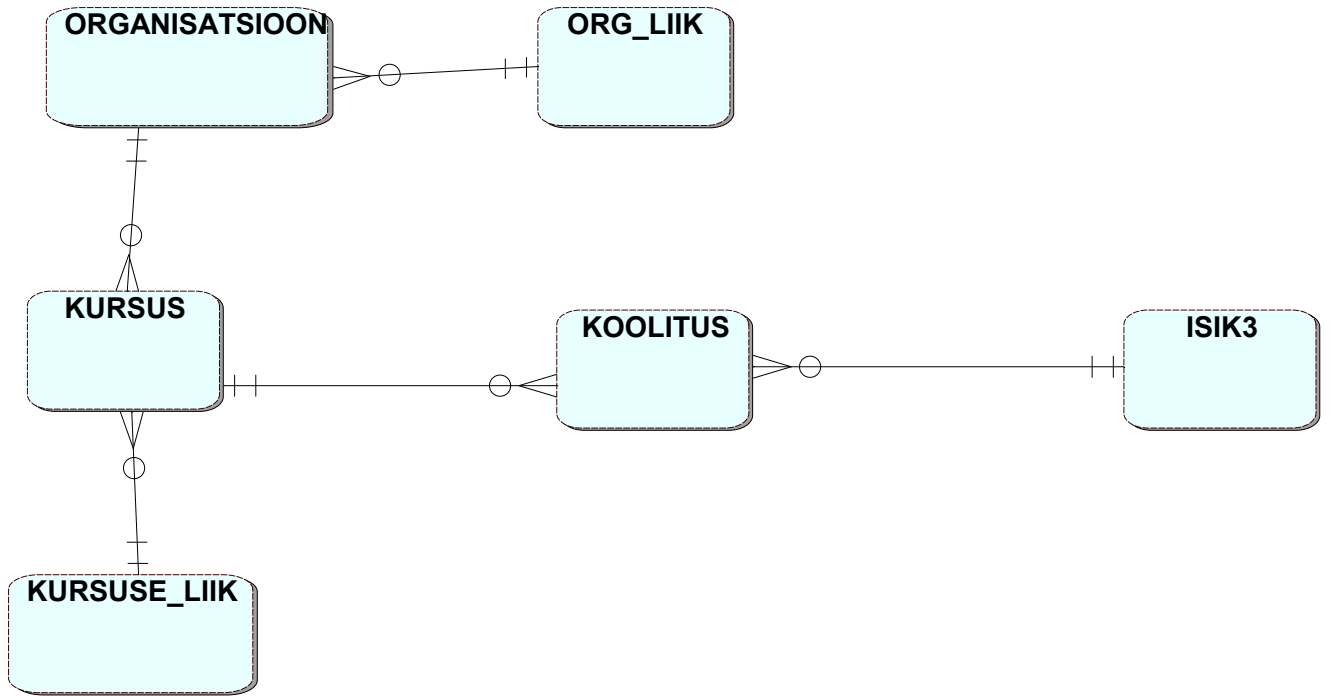 ORGANISATSIOON
ORG_LIIK
KURSUS
KOOLITUS
ISIK3
KURSUSE_LIIK